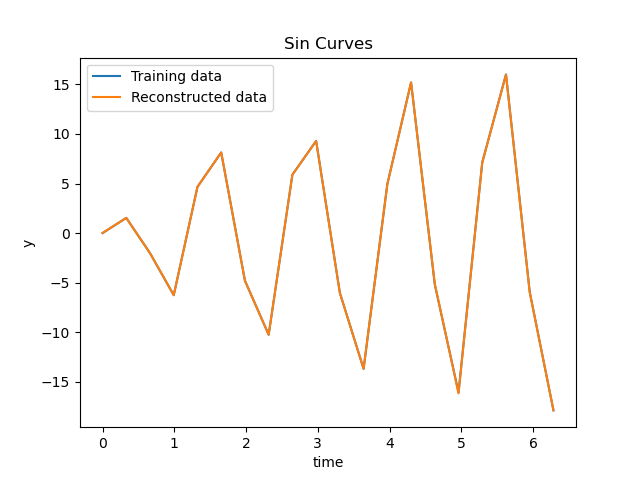 Sin Curves
Training data
Reconstructed data
15
10
5
0
−5
−10
−15
y
0 1 2 3 4 5 6
time